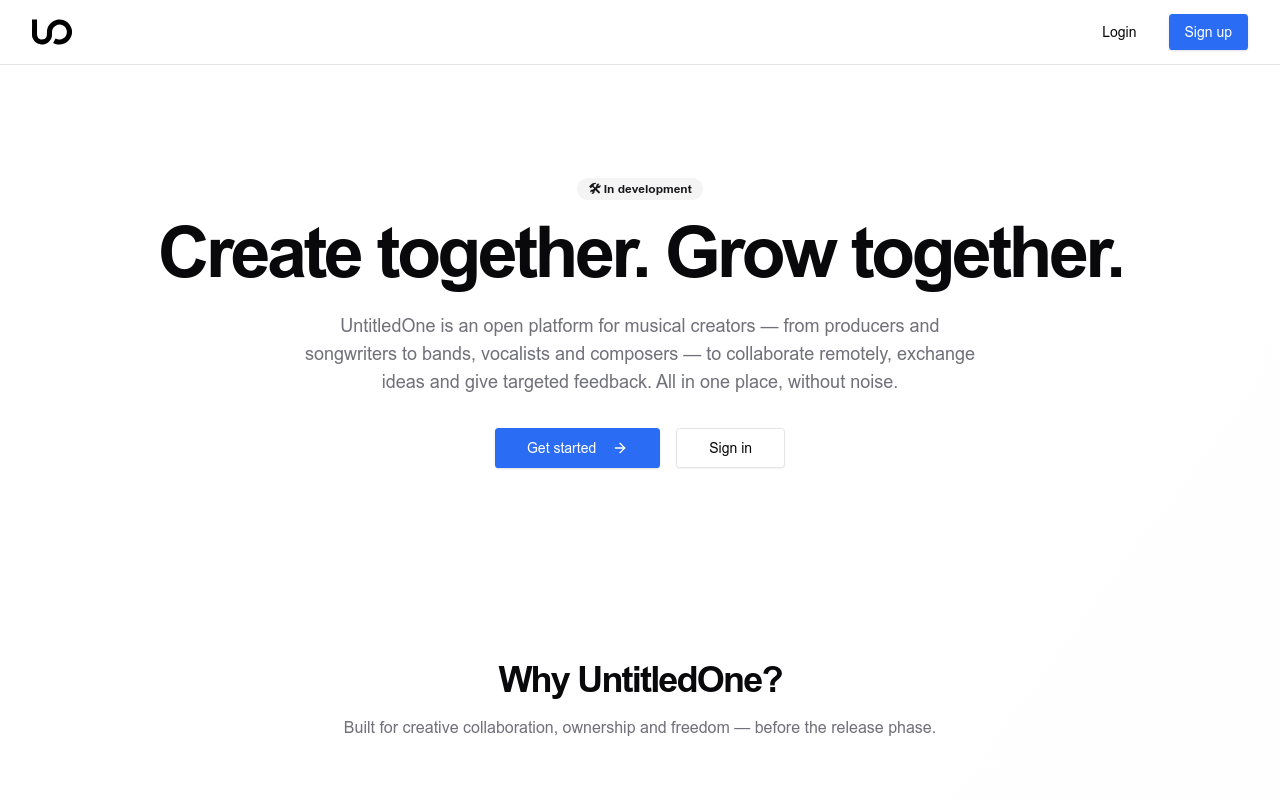 Login
Sign up
🛠 In development
Create together. Grow together.
UntitledOne is an open platform for musical creators — from producers and
songwriters to bands, vocalists and composers — to collaborate remotely, exchange
ideas and give targeted feedback. All in one place, without noise.
Get started →
Sign in
Why UntitledOne?
Built for creative collaboration, ownership and freedom — before the release phase.